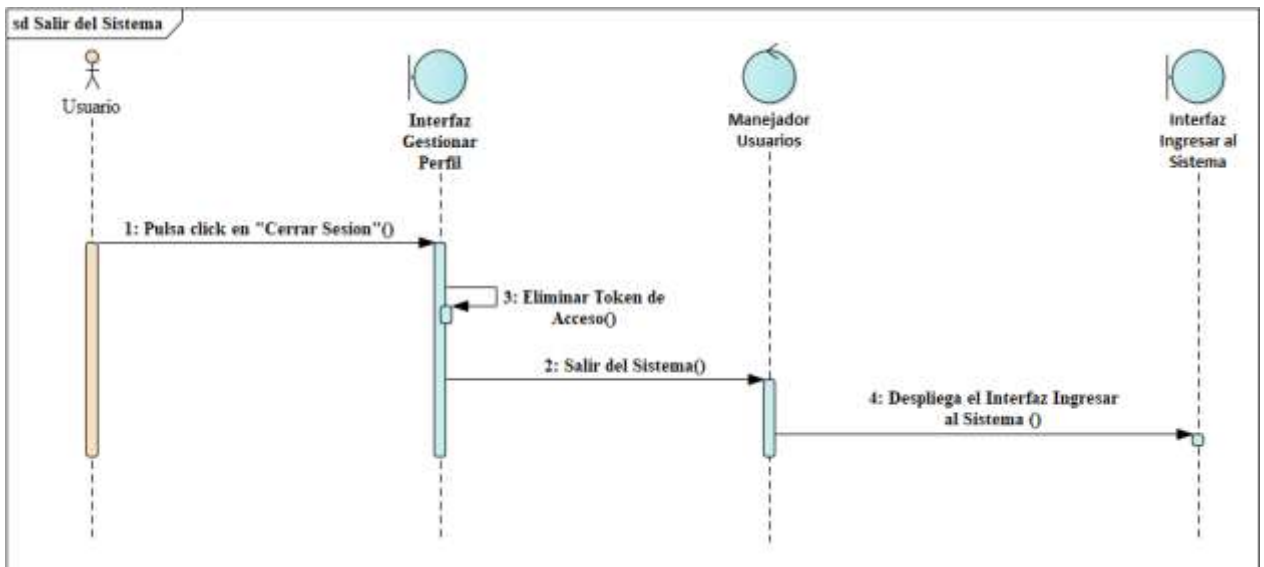 sd Salir del Sistema
Usuario
Interfaz
Gestionar
Perfil
Manejador
Usuarios
Interfaz
Ingresar al
Sistema
1: Pulsa click en "Cerrar Sesion"()
3: Eliminar Token de
Acceso()
2: Salir del Sistema()
4: Despliega el Interfaz Ingresar
al Sistema ()